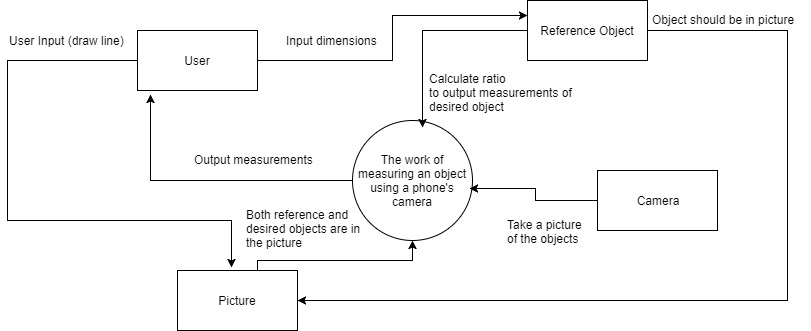 Object should be in picture
Reference Object
User Input (draw line)
Input dimensions
User
Calculate ratio
to output measurements of
desired object
Output measurements
The work of
measuring an object
using a phone's
camera
Camera
Both reference and
desired objects are in
the picture
Take a picture
of the objects
Picture